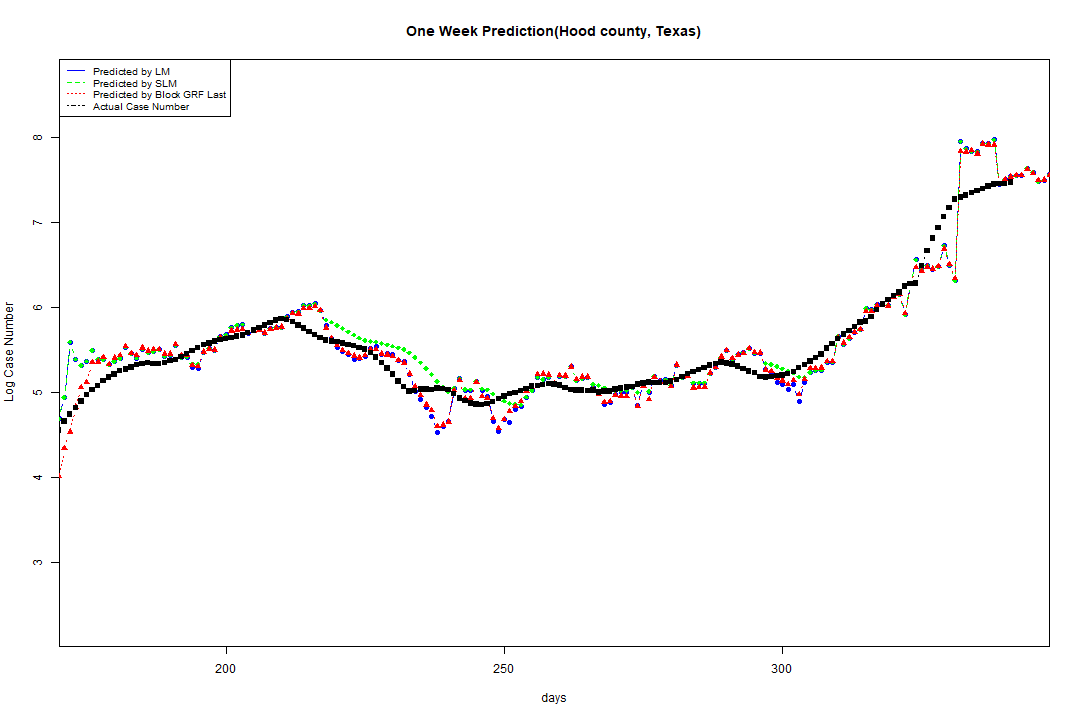 One Week Prediction(Hood county, Texas)
Predicted by LM
Predicted by SLM
Predicted by Block GRF Last
Actual Case Number
8
7
6
5
4
3
Log Case Number
200
250
300
days